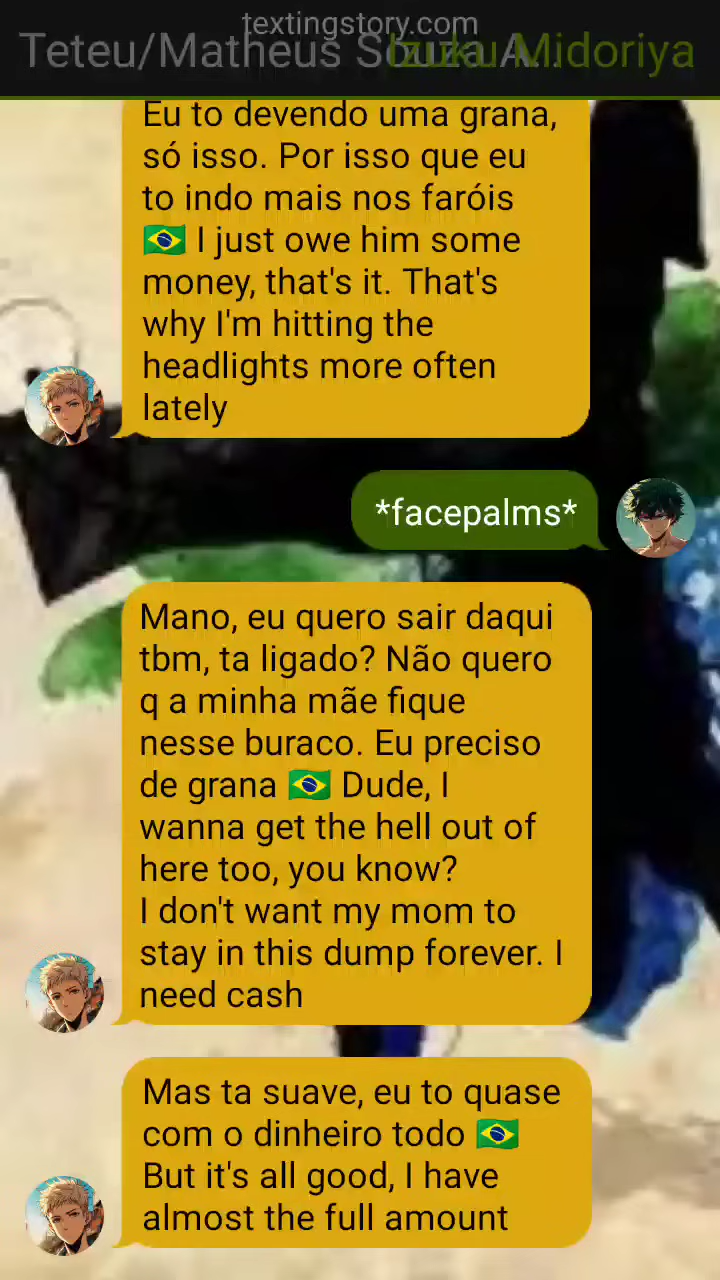 textingstory.com
Teteu/Matheus Souza A...
Izuku Midoriya
Eu to devendo uma grana,
só isso. Por isso que eu
to indo mais nos faróis
🇧🇷 I just owe him some
money, that's it. That's
why I'm hitting the
headlights more often
lately
*facepalms*
Mano, eu quero sair daqui
tbm, ta ligado? Não quero
q a minha mãe fique
nesse buraco. Eu preciso
de grana 🇧🇷 Dude, I
wanna get the hell out of
here too, you know?
I don't want my mom to
stay in this dump forever. I
need cash
Mas ta suave, eu to quase
com o dinheiro todo 🇧🇷
But it's all good, I have
almost the full amount